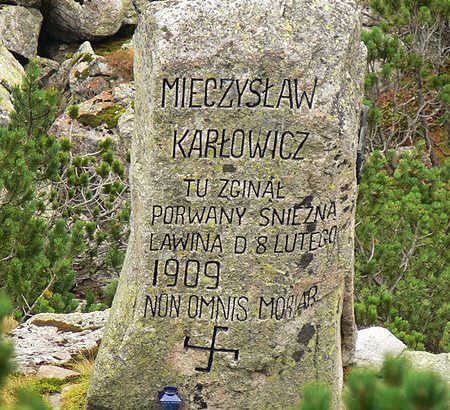 MIECZYSŁAW
KARŁOWICZ
TU ZGINĄŁ
PORWANY ŚNIEŻNĄ
LAWINĄ D 8 LUTEGO
1909
NON OMNIS MORIAR